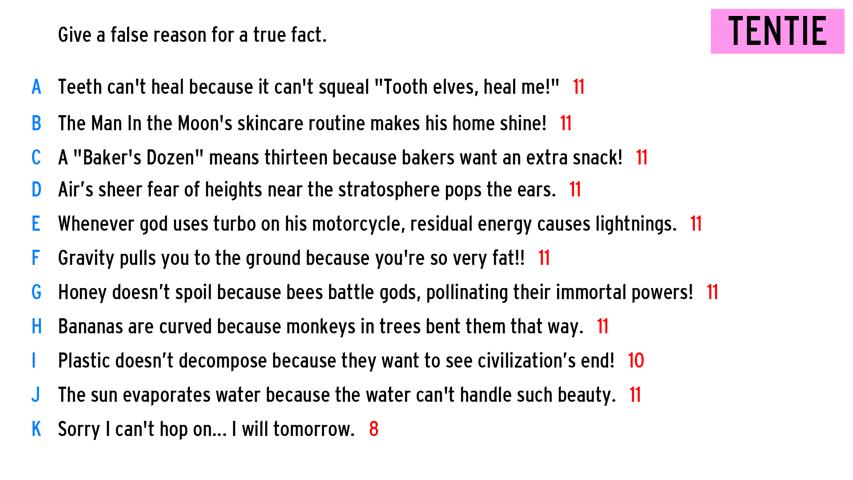 Give a false reason for a true fact.
TENTIE
A Teeth can't heal because it can't squeal "Tooth elves, heal me!" 11
B The Man In the Moon's skincare routine makes his home shine! 11
C A "Baker's Dozen" means thirteen because bakers want an extra snack! 11
D Air’s sheer fear of heights near the stratosphere pops the ears. 11
E Whenever god uses turbo on his motorcycle, residual energy causes lightnings. 11
F Gravity pulls you to the ground because you're so very fat!! 11
G Honey doesn’t spoil because bees battle gods, pollinating their immortal powers! 11
H Bananas are curved because monkeys in trees bent them that way. 11
I Plastic doesn’t decompose because they want to see civilization’s end! 10
J The sun evaporates water because the water can't handle such beauty. 11
K Sorry I can't hop on... I will tomorrow. 8